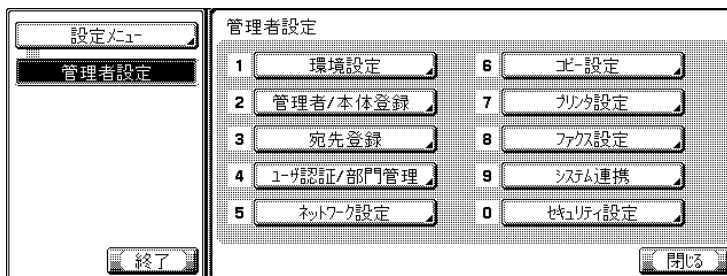 設定メニュー
管理者設定
終了
管理者設定
1 環境設定
2 管理者/本体登録
3 宛先登録
4 ユーザ認証/部門管理
5 ネットワーク設定
6 コピー設定
7 プリンタ設定
8 ファクス設定
9 システム連携
0 セキュリティ設定
閉じる